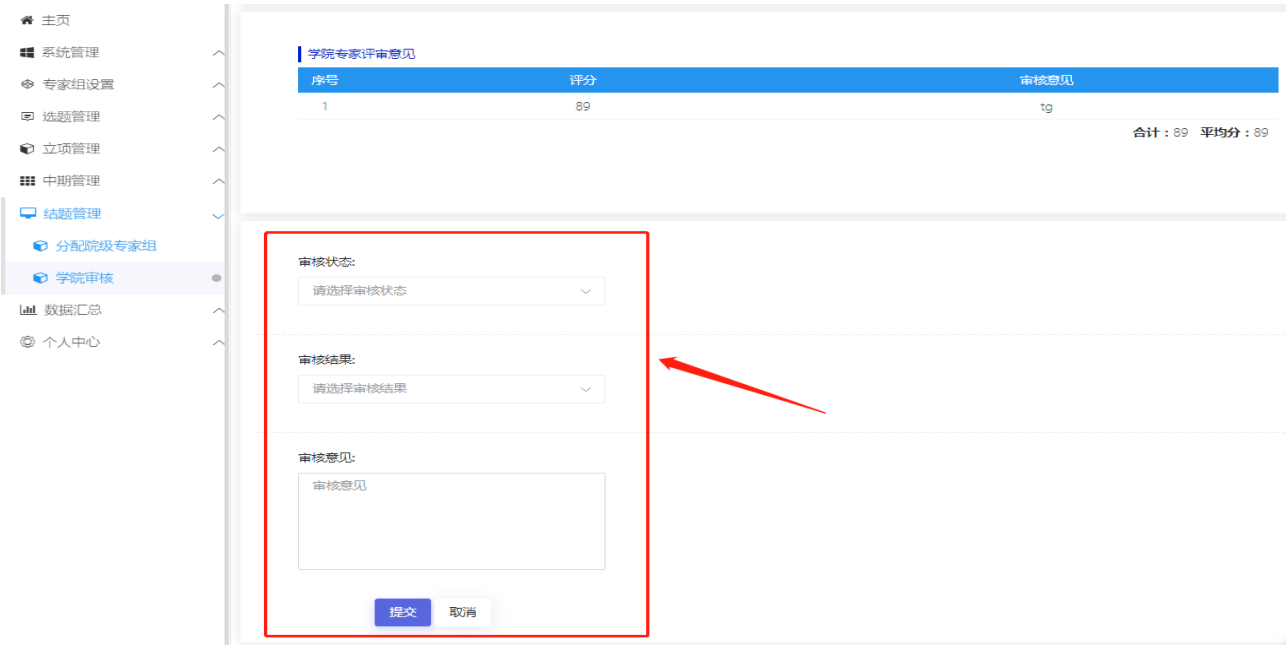 主页
系统管理
专家组设置
选题管理
立项管理
中期管理
结题管理
分配院级专家组
学院审核
数据汇总
个人中心
学院专家评审意见
序号 评分 审核意见
1 89 tg
合计：89 平均分：89
审核状态:
请选择审核状态
审核结果:
请选择审核结果
审核意见:
审核意见
提交 取消